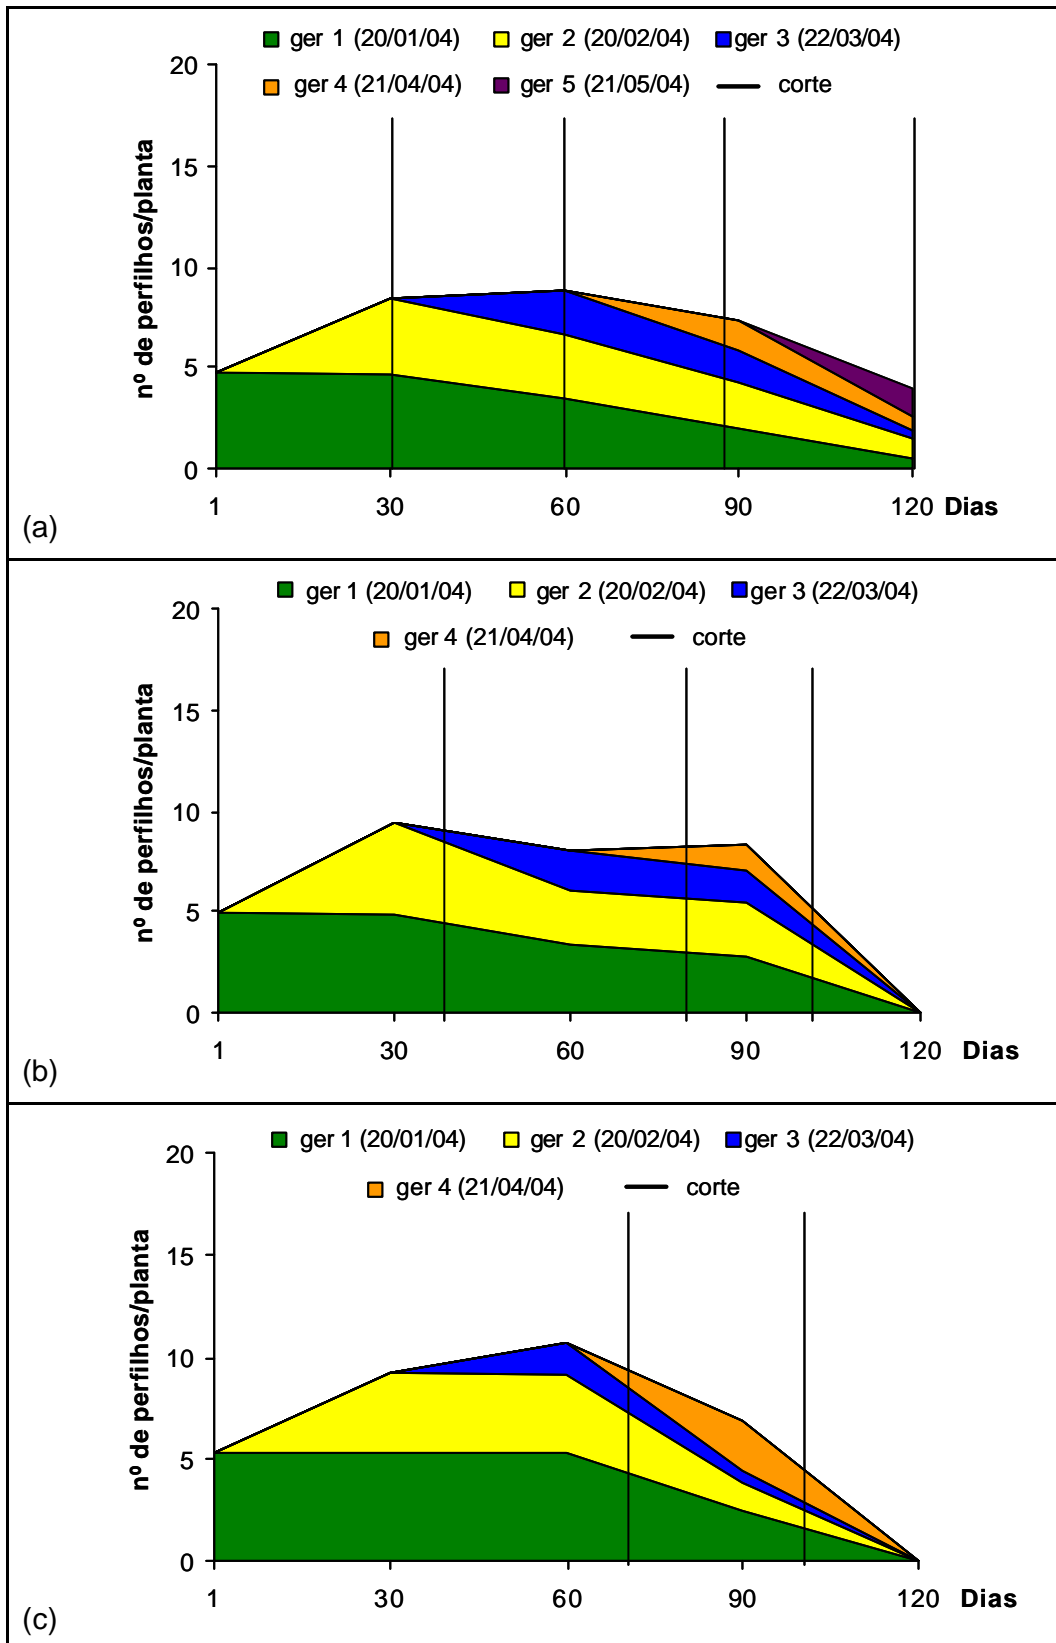 ger 1 (20/01/04) ger 2 (20/02/04) ger 3 (22/03/04)
ger 4 (21/04/04) ger 5 (21/05/04) corte
20
15
10
5
0
nº de perfilhos/planta
1 30 60 90 120 Dias
(a)
ger 1 (20/01/04) ger 2 (20/02/04) ger 3 (22/03/04)
ger 4 (21/04/04) corte
20
15
10
5
0
nº de perfilhos/planta
1 30 60 90 120 Dias
(b)
ger 1 (20/01/04) ger 2 (20/02/04) ger 3 (22/03/04)
ger 4 (21/04/04) corte
20
15
10
5
0
nº de perfilhos/planta
1 30 60 90 120 Dias
(c)